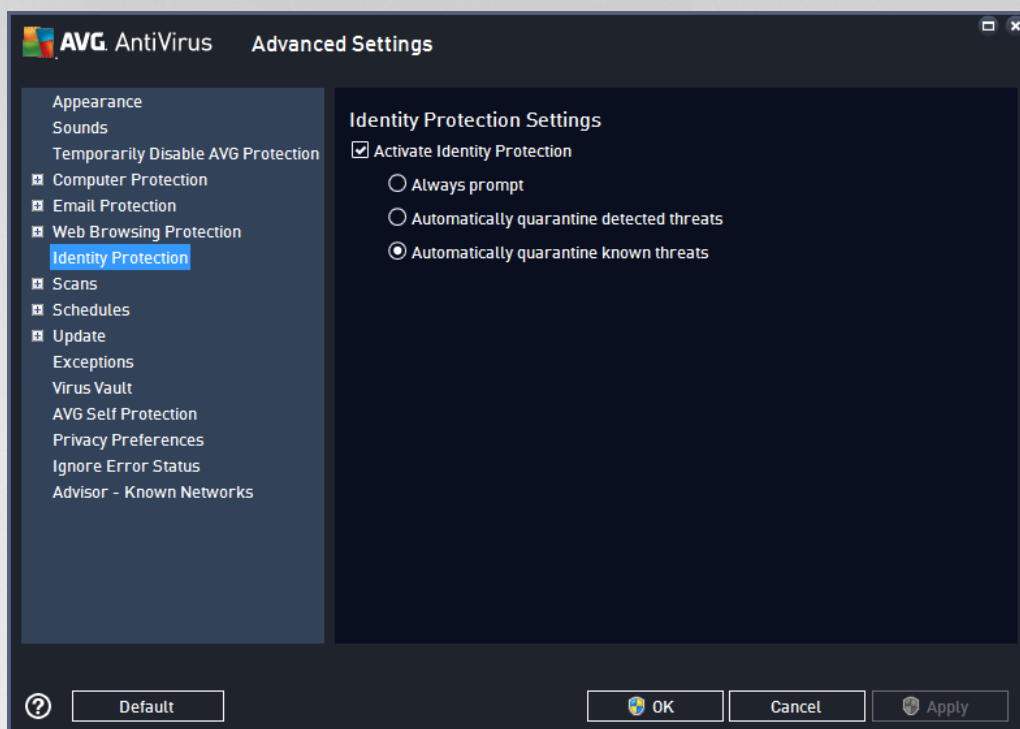 AVG. AntiVirus Advanced Settings
Appearance
Sounds
Temporarily Disable AVG Protection
Computer Protection
Email Protection
Web Browsing Protection
Identity Protection
Scans
Schedules
Update
Exceptions
Virus Vault
AVG Self Protection
Privacy Preferences
Ignore Error Status
Advisor - Known Networks
Identity Protection Settings
Activate Identity Protection
Always prompt
Automatically quarantine detected threats
Automatically quarantine known threats
? Default OK Cancel Apply